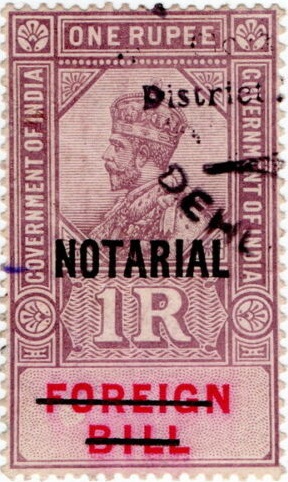 ONE RUPEE
GOVERNMENT OF INDIA
GOVERNMENT OF INDIA
District
NOTARIAL
1R
FOREIGN
BILL